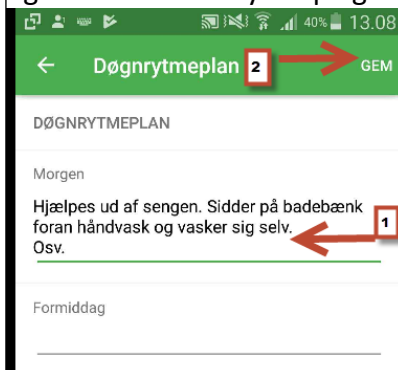 40% 13.08
Døgnrytmeplan 2 GEM
DØGNRYTMEPLAN
Morgen
Hjælpes ud af sengen. Sidder på badebænk
foran håndvask og vasker sig selv. 1
Osv.
Formiddag